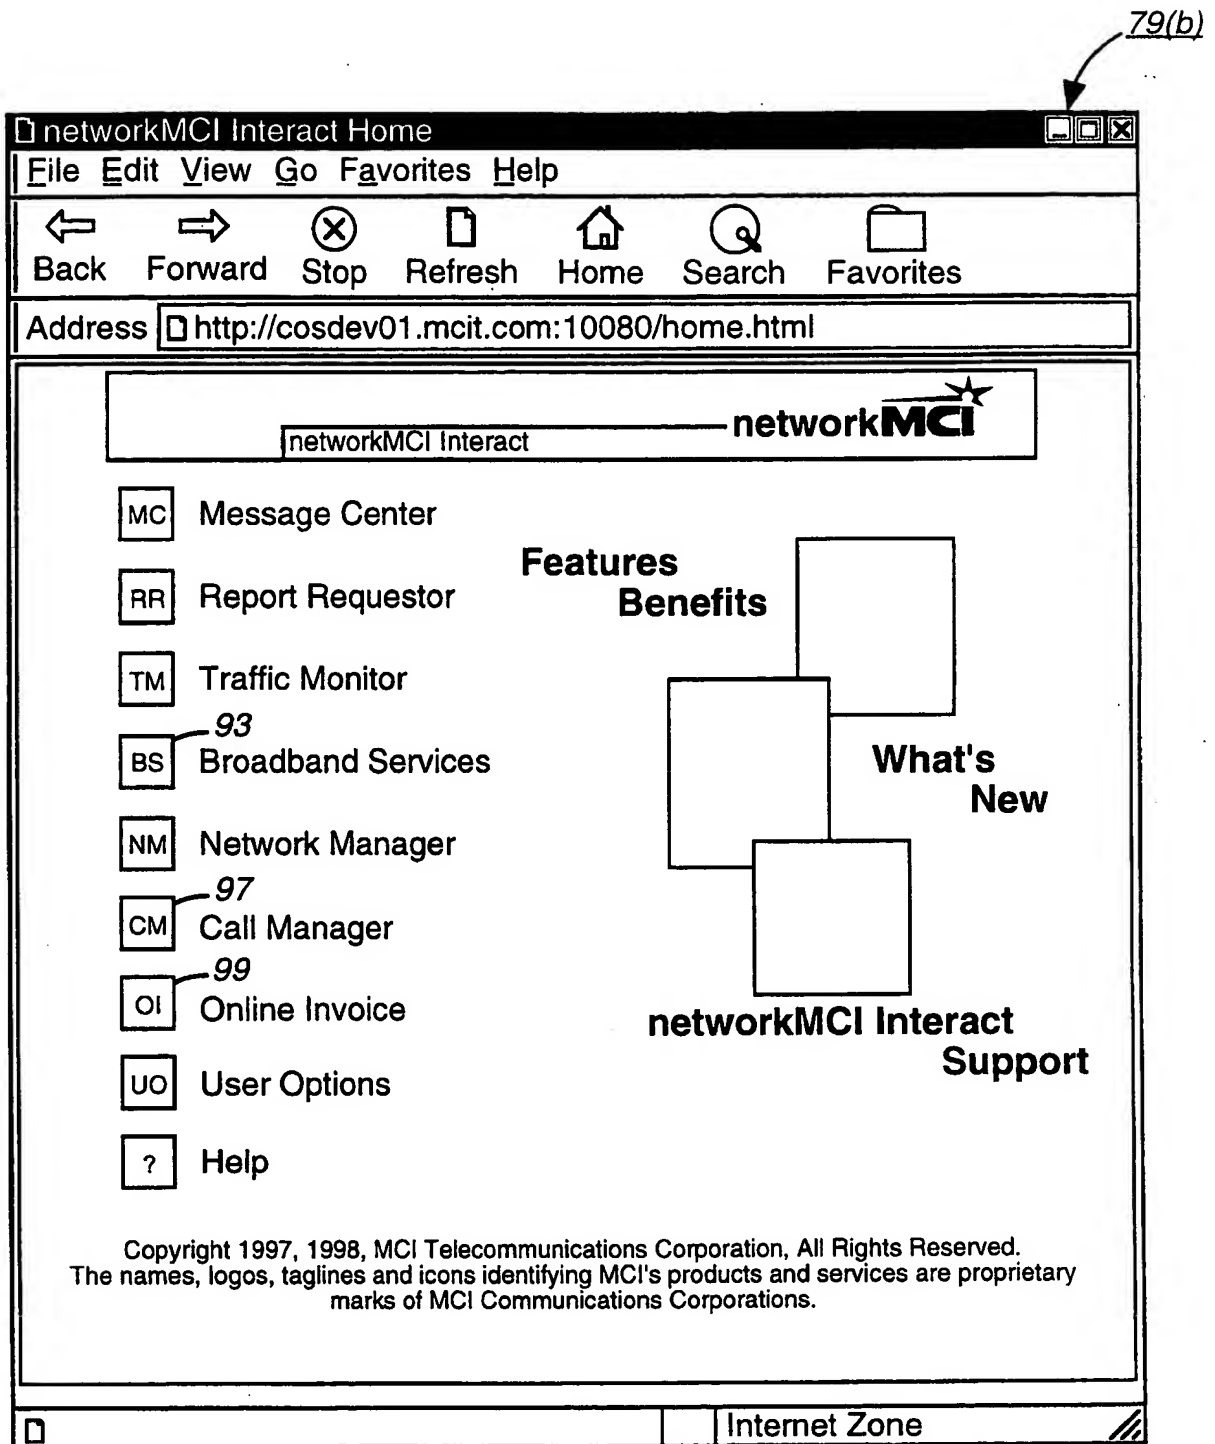 79(b)
networkMCI Interact Home
File Edit View Go Favorites Help
Back Forward Stop Refresh Home Search Favorites
Address http://cosdev01.mcit.com:10080/home.html
networkMCI Interact
networkMCI
MC Message Center
RR Report Requestor
TM Traffic Monitor
93
BS Broadband Services
NM Network Manager
97
CM Call Manager
99
OI Online Invoice
UO User Options
? Help
Features
Benefits
What's
New
networkMCI Interact
Support
Copyright 1997, 1998, MCI Telecommunications Corporation, All Rights Reserved.
The names, logos, taglines and icons identifying MCI's products and services are proprietary
marks of MCI Communications Corporations.
Internet Zone